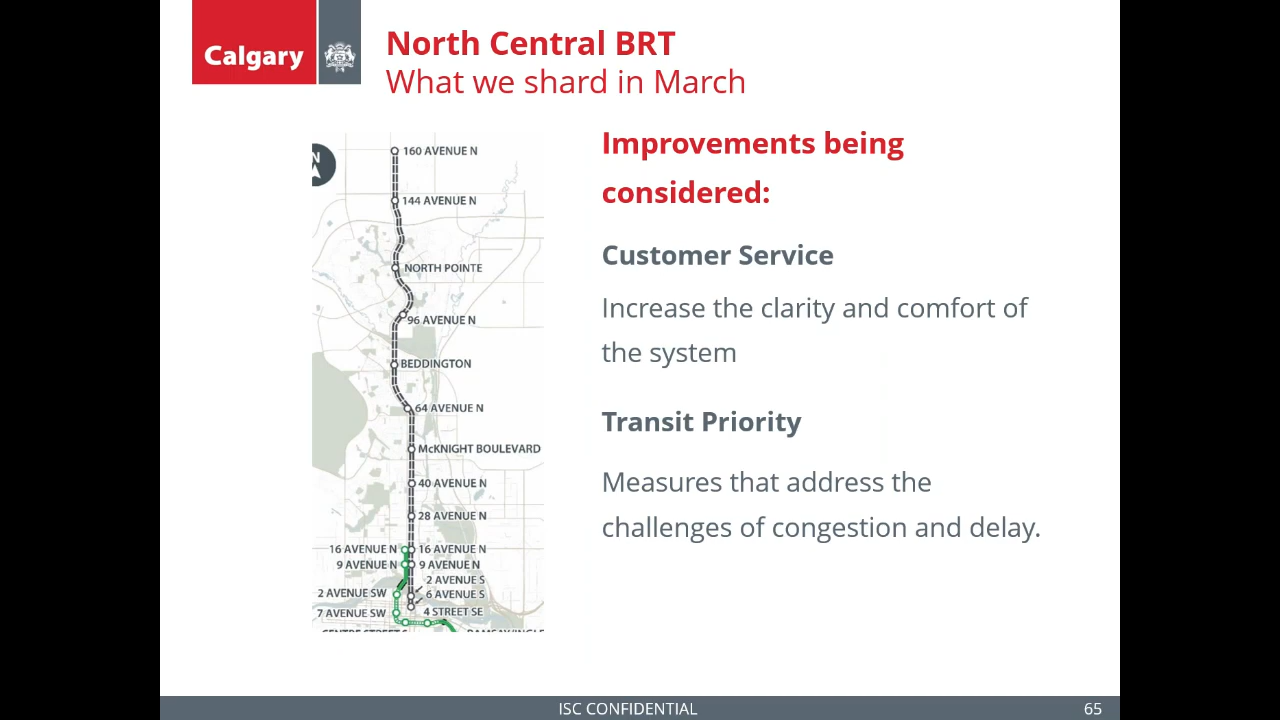 Calgary
North Central BRT
What we shard in March
N
160 AVENUE N
144 AVENUE N
NORTH POINTE
96 AVENUE N
BEDDINGTON
64 AVENUE N
McKNIGHT BOULEVARD
40 AVENUE N
28 AVENUE N
16 AVENUE N
16 AVENUE N
9 AVENUE N
9 AVENUE N
2 AVENUE S
2 AVENUE SW
6 AVENUE S
7 AVENUE SW
4 STREET SE
CENTRE STREET S
Improvements being
considered:
Customer Service
Increase the clarity and comfort of
the system
Transit Priority
Measures that address the
challenges of congestion and delay.
ISC CONFIDENTIAL
65